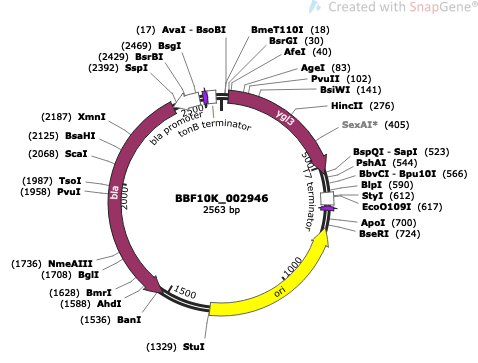 Created with SnapGene®
(17) AvaI - BsoBI
BmeT110I (18)
(2469) BsgI
BsrGI (30)
(2429) BsrBI
AfeI (40)
(2392) SspI
AgeI (83)
PvuII (102)
BsiWI (141)
HincII (276)
SexAI* (405)
(2187) XmnI
(2125) BsaHI
(2068) ScaI
(1987) TsoI
(1958) PvuI
BspQI - SapI (523)
PshAI (544)
BbvCI - Bpu10I (566)
BlpI (590)
StyI (612)
EcoO109I (617)
ApoI (700)
BseRI (724)
(1736) NmeAIII
(1708) BglI
(1628) BmrI
(1588) AhdI
(1536) BanI
(1329) StuI
2500
bla promoter
tonB terminator
ygl3
500
T7 terminator
bla
2000
BBF10K_002946
2563 bp
1000
ori
1500